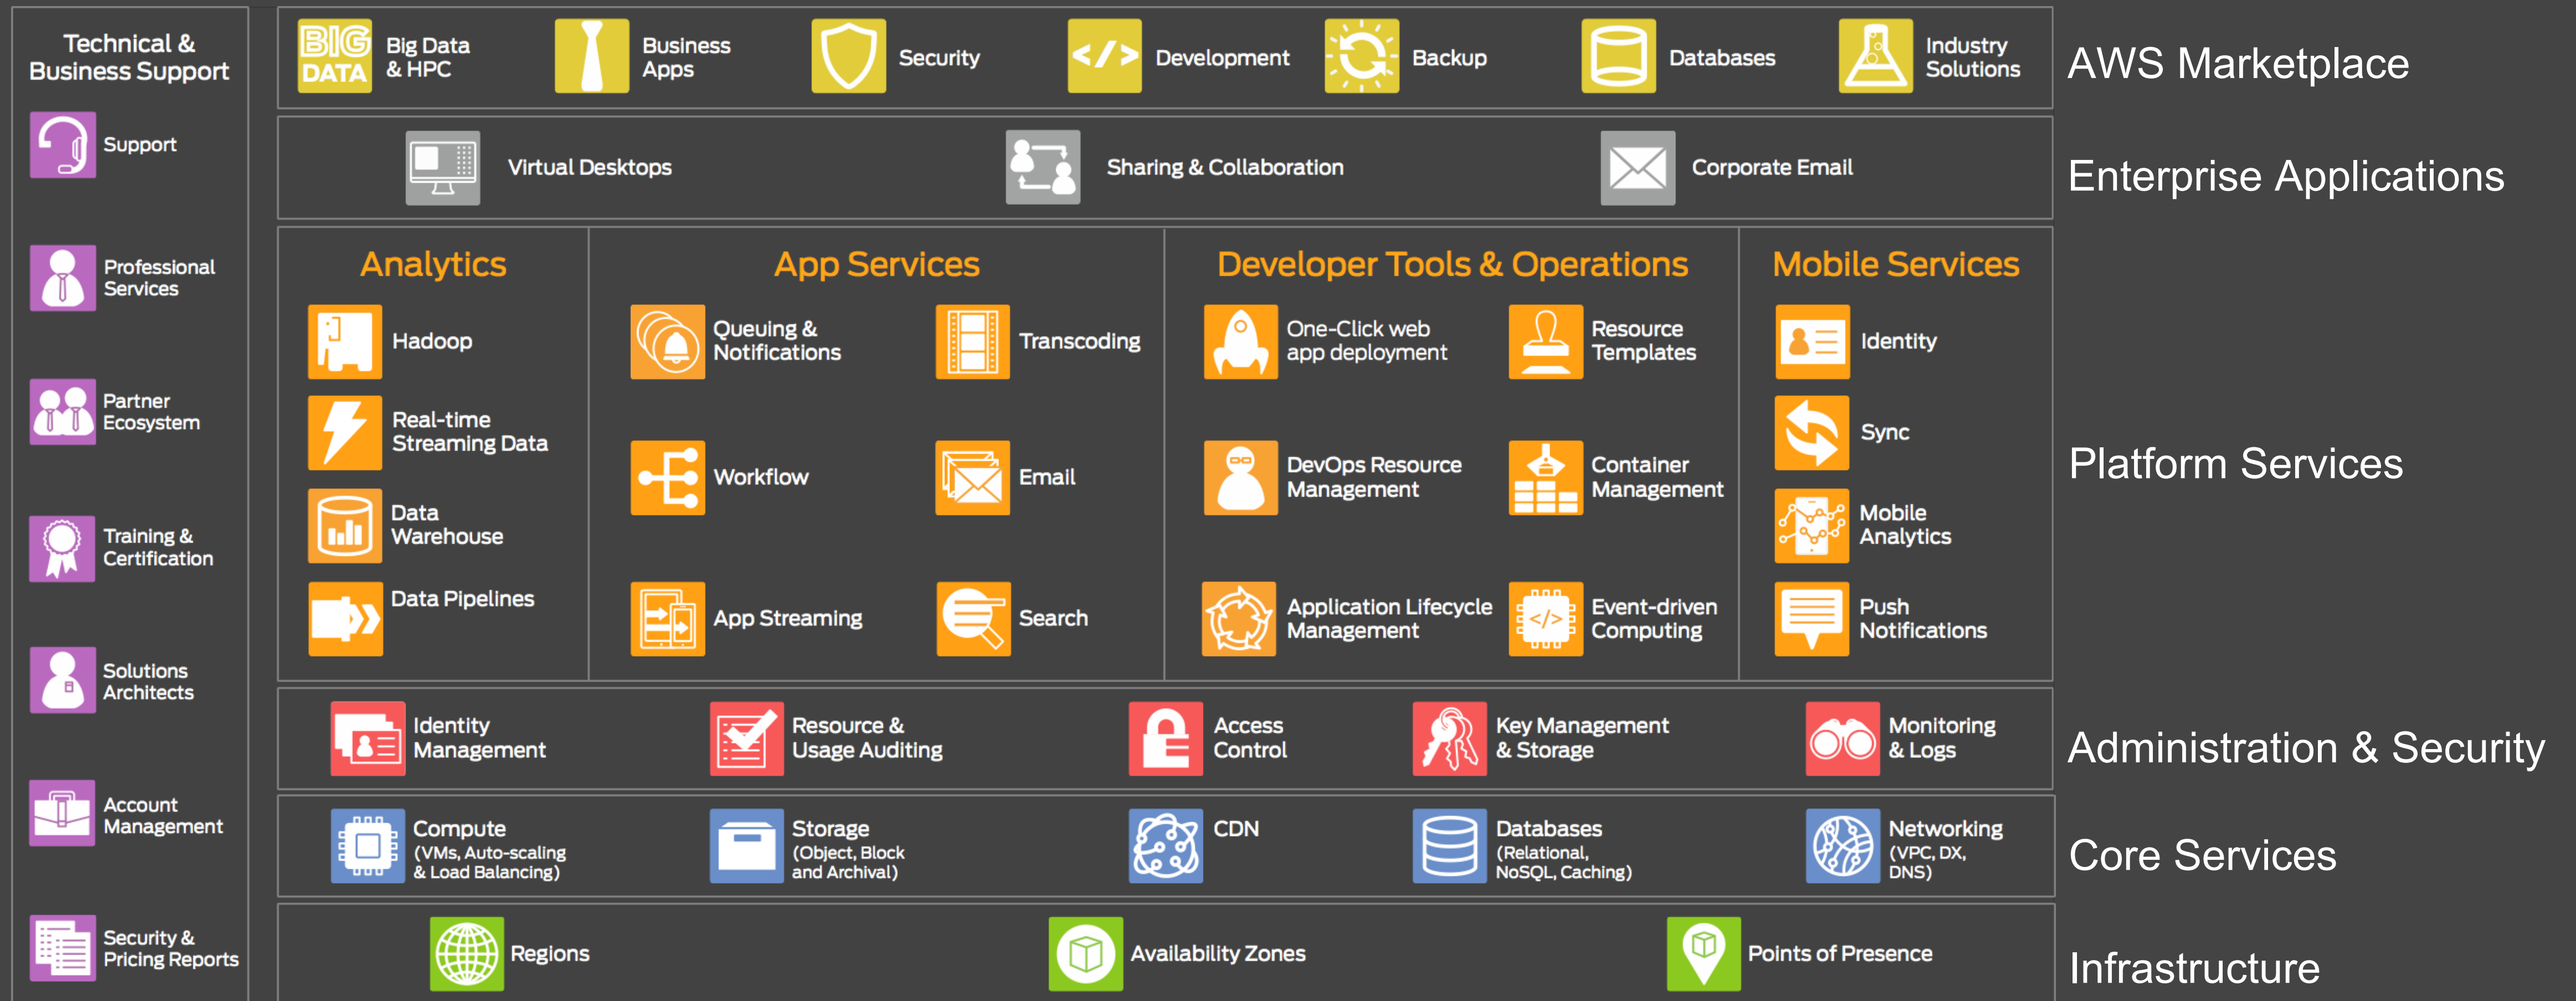 Technical &
Business Support
Support
Professional
Services
Partner
Ecosystem
Training &
Certification
Solutions
Architects
Account
Management
Security &
Pricing Reports
BIG
DATA
Big Data
& HPC
Business
Apps
Security
</>
Development
Backup
Databases
Industry
Solutions
AWS Marketplace
Virtual Desktops
Sharing & Collaboration
Corporate Email
Enterprise Applications
Analytics
Hadoop
Real-time
Streaming Data
Data
Warehouse
Data Pipelines
App Services
Queuing &
Notifications
Transcoding
Workflow
Email
App Streaming
Search
Developer Tools & Operations
One-Click web
app deployment
Resource
Templates
DevOps Resource
Management
Container
Management
Application Lifecycle
Management
</>
Event-driven
Computing
Mobile Services
Identity
Sync
Mobile
Analytics
Push
Notifications
Platform Services
Identity
Management
Resource &
Usage Auditing
Access
Control
Key Management
& Storage
Monitoring
& Logs
Administration & Security
Compute
(VMs, Auto-scaling
& Load Balancing)
Storage
(Object, Block
and Archival)
CDN
Databases
(Relational,
NoSQL, Caching)
Networking
(VPC, DX,
DNS)
Core Services
Regions
Availability Zones
Points of Presence
Infrastructure